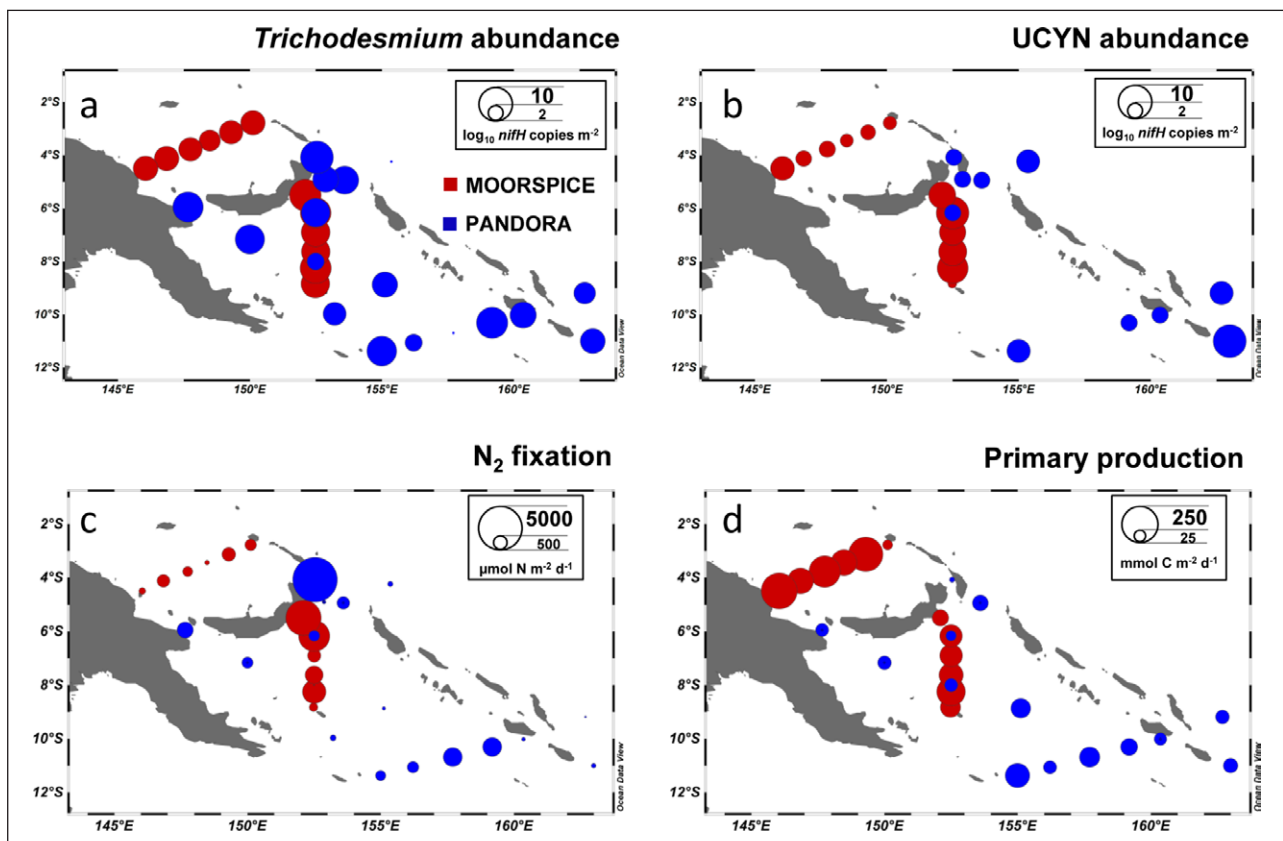 Trichodesmium abundance
a
10
2
log10 nifH copies m-2
MOORSPICE
PANDORA
2°S
4°S
6°S
8°S
10°S
12°S
145°E
150°E
155°E
160°E
Ocean Data View
UCYN abundance
b
10
2
log10 nifH copies m-2
2°S
4°S
6°S
8°S
10°S
12°S
145°E
150°E
155°E
160°E
Ocean Data View
N2 fixation
c
5000
500
µmol N m-2 d-1
2°S
4°S
6°S
8°S
10°S
12°S
145°E
150°E
155°E
160°E
Ocean Data View
Primary production
d
250
25
mmol C m-2 d-1
2°S
4°S
6°S
8°S
10°S
12°S
145°E
150°E
155°E
160°E
Ocean Data View